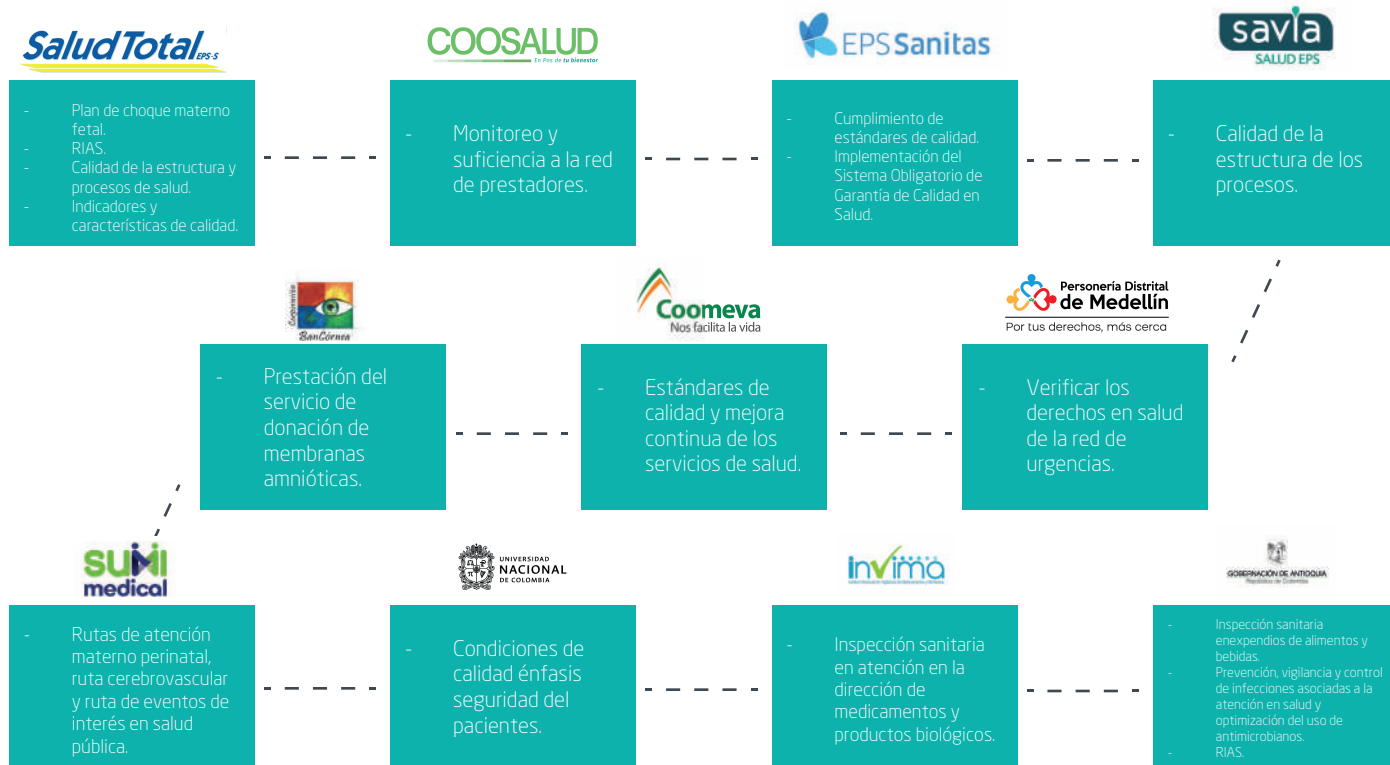 SaludTotal EPS-S
COOSALUD
En Pos de tu bienestar
EPS Sanitas
savia
SALUD EPS
- Plan de choque materno
fetal.
- RIAS.
- Calidad de la estructura y
procesos de salud.
- Indicadores y
características de calidad.
- Monitoreo y
suficiencia a la red
de prestadores.
- Cumplimiento de
estándares de calidad.
- Implementación del
Sistema Obligatorio de
Garantía de Calidad en
Salud.
- Calidad de la
estructura de los
procesos.
BanCórnea
Coomeva
Nos facilita la vida
Personería Distrital
de Medellín
Por tus derechos, más cerca
- Prestación del
servicio de
donación de
membranas
amnióticas.
- Estándares de
calidad y mejora
continua de los
servicios de salud.
- Verificar los
derechos en salud
de la red de
urgencias.
SUMI
medical
UNIVERSIDAD
NACIONAL
DE COLOMBIA
invima
GOBERNACIÓN DE ANTIOQUIA
República de Colombia
- Rutas de atención
materno perinatal,
ruta cerebrovascular
y ruta de eventos de
interés en salud
pública.
- Condiciones de
calidad énfasis
seguridad del
pacientes.
- Inspección sanitaria
en atención en la
dirección de
medicamentos y
productos biológicos.
- Inspección sanitaria
enexpendios de alimentos y
bebidas.
- Prevención, vigilancia y control
de infecciones asociadas a la
atención en salud y
optimización del uso de
antimicrobianos.
- RIAS.